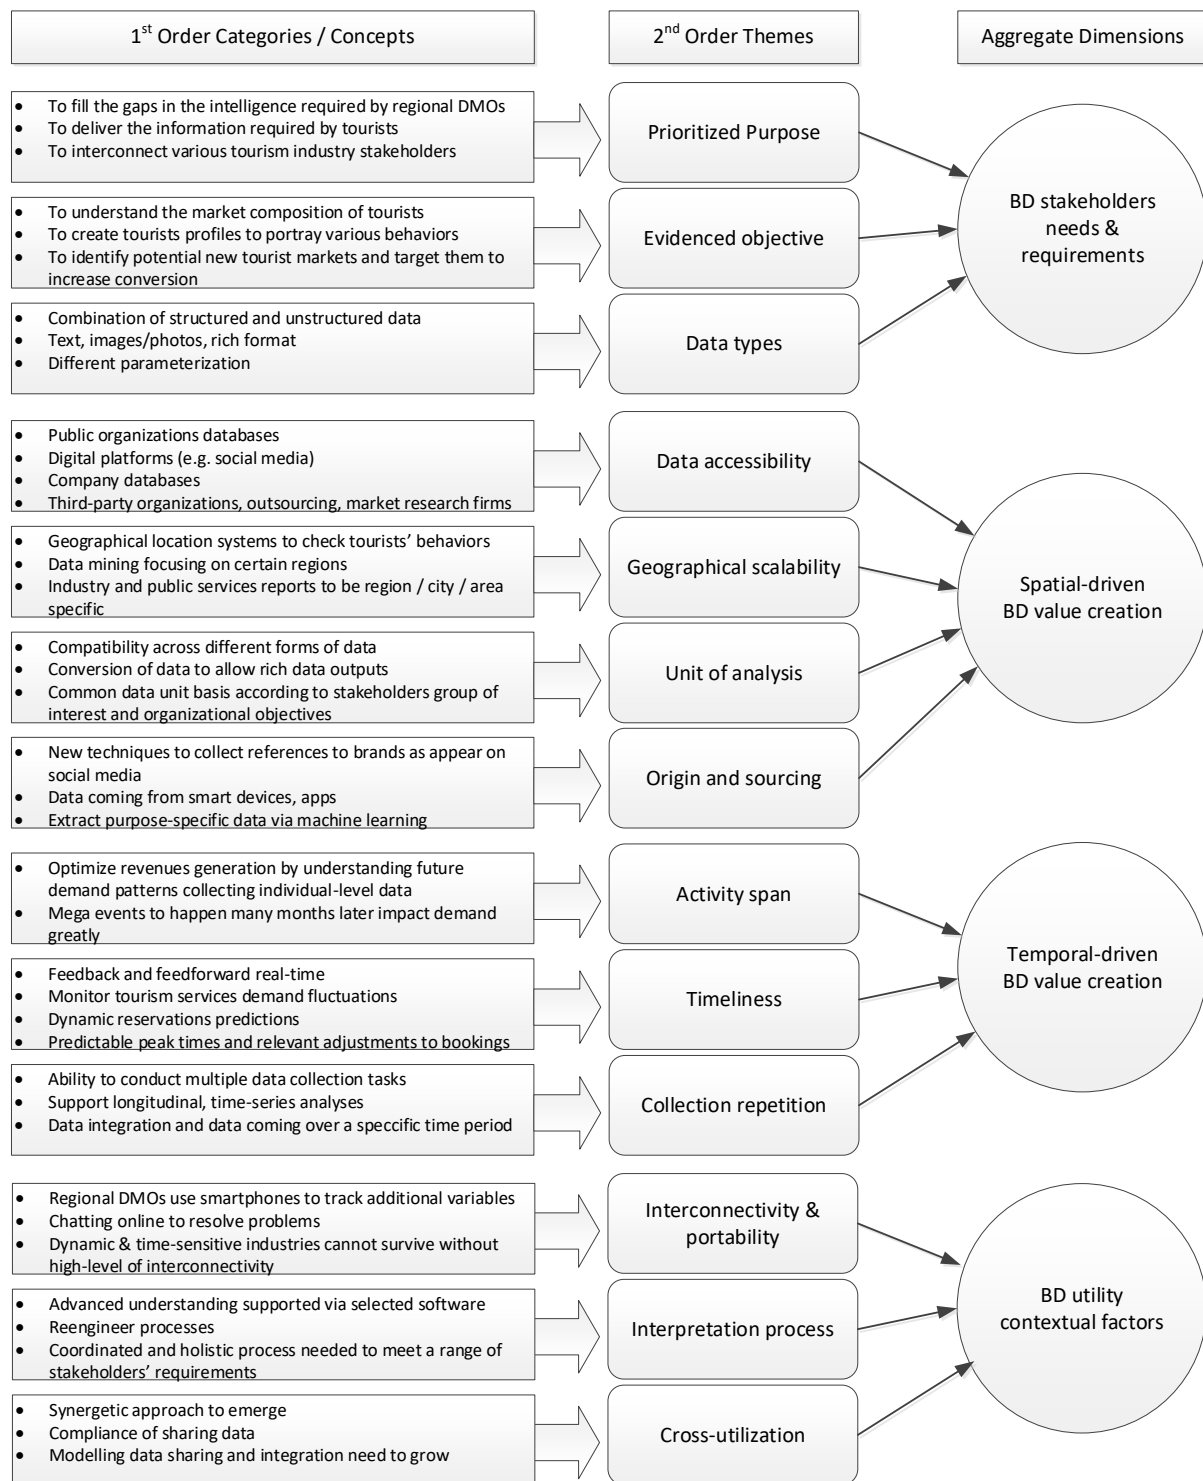 1st Order Categories / Concepts
2nd Order Themes
Aggregate Dimensions
• To fill the gaps in the intelligence required by regional DMOs
• To deliver the information required by tourists
• To interconnect various tourism industry stakeholders
Prioritized Purpose
• To understand the market composition of tourists
• To create tourists profiles to portray various behaviors
• To identify potential new tourist markets and target them to
increase conversion
Evidenced objective
• Combination of structured and unstructured data
• Text, images/photos, rich format
• Different parameterization
Data types
BD stakeholders
needs &
requirements
• Public organizations databases
• Digital platforms (e.g. social media)
• Company databases
• Third-party organizations, outsourcing, market research firms
Data accessibility
• Geographical location systems to check tourists’ behaviors
• Data mining focusing on certain regions
• Industry and public services reports to be region / city / area
specific
Geographical scalability
• Compatibility across different forms of data
• Conversion of data to allow rich data outputs
• Common data unit basis according to stakeholders group of
interest and organizational objectives
Unit of analysis
• New techniques to collect references to brands as appear on
social media
• Data coming from smart devices, apps
• Extract purpose-specific data via machine learning
Origin and sourcing
Spatial-driven
BD value creation
• Optimize revenues generation by understanding future
demand patterns collecting individual-level data
• Mega events to happen many months later impact demand
greatly
Activity span
• Feedback and feedforward real-time
• Monitor tourism services demand fluctuations
• Dynamic reservations predictions
• Predictable peak times and relevant adjustments to bookings
Timeliness
• Ability to conduct multiple data collection tasks
• Support longitudinal, time-series analyses
• Data integration and data coming over a speccific time period
Collection repetition
Temporal-driven
BD value creation
• Regional DMOs use smartphones to track additional variables
• Chatting online to resolve problems
• Dynamic & time-sensitive industries cannot survive without
high-level of interconnectivity
Interconnectivity &
portability
• Advanced understanding supported via selected software
• Reengineer processes
• Coordinated and holistic process needed to meet a range of
stakeholders’ requirements
Interpretation process
• Synergetic approach to emerge
• Compliance of sharing data
• Modelling data sharing and integration need to grow
Cross-utilization
BD utility
contextual factors